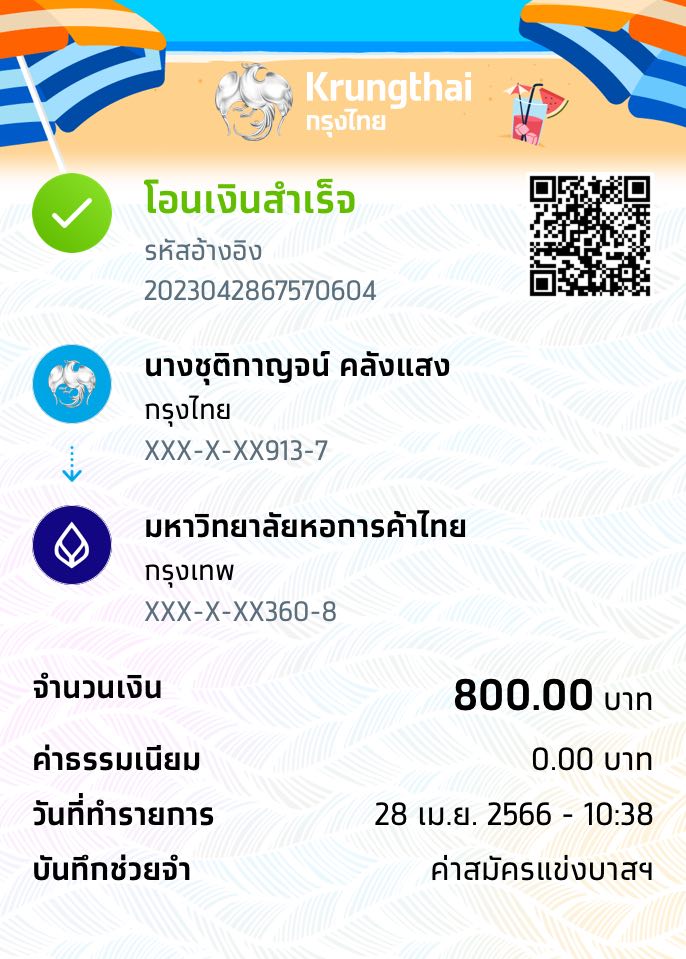 Krungthai
กรุงไทย
โอนเงินสำเร็จ
รหัสอ้างอิง
2023042867570604
นางชุติกาญจน์ คลังแสง
กรุงไทย
XXX-X-XX913-7
มหาวิทยาลัยหอการค้าไทย
กรุงเทพ
XXX-X-XX360-8
จำนวนเงิน 800.00 บาท
ค่าธรรมเนียม 0.00 บาท
วันที่ทำรายการ 28 เม.ย. 2566 - 10:38
บันทึกช่วยจำ ค่าสมัครแข่งบาสฯ